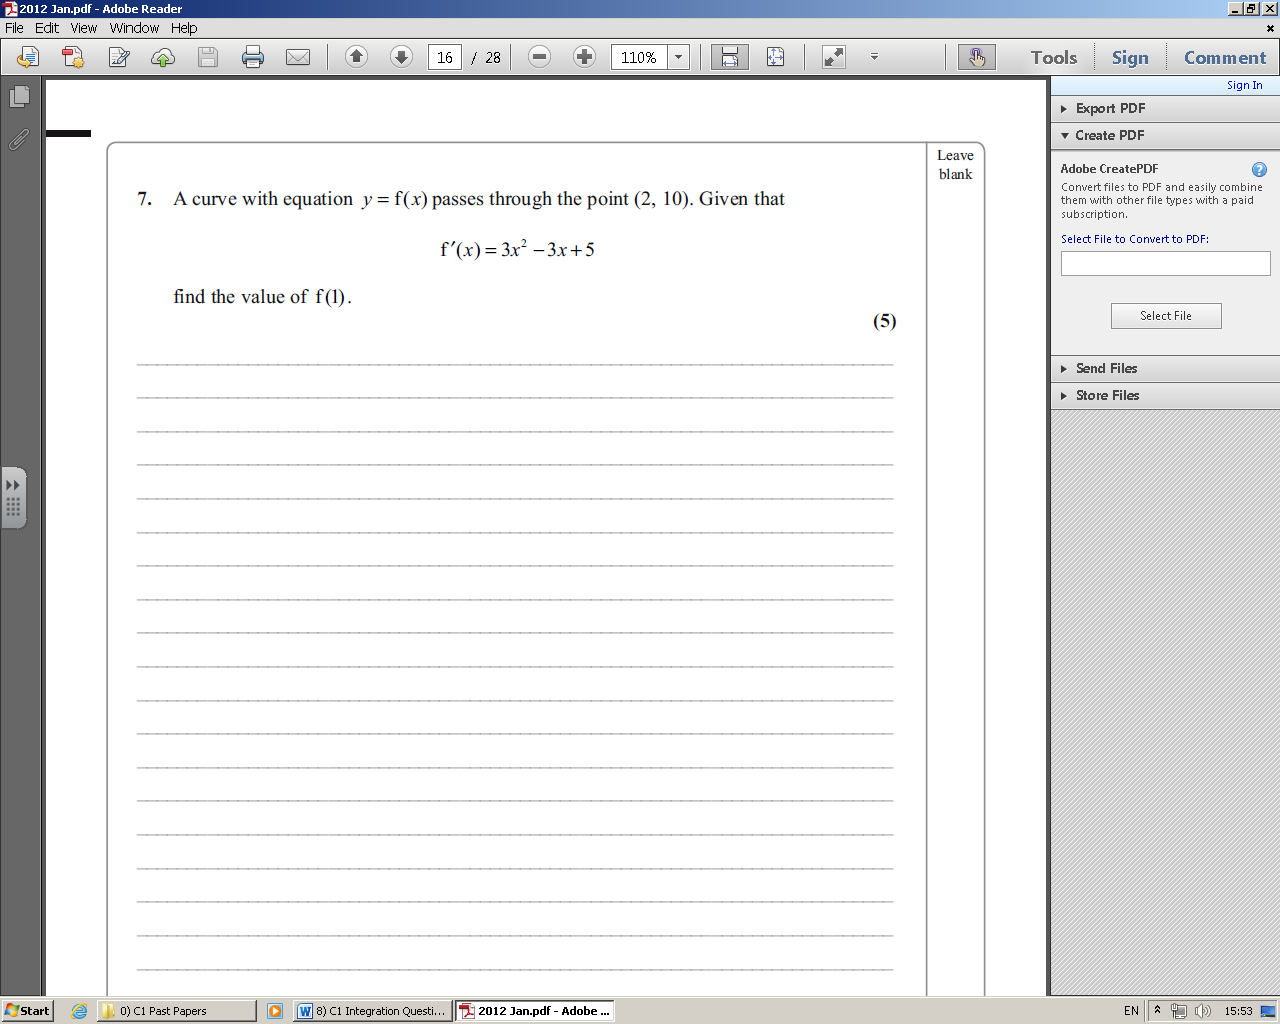 2012 Jan.pdf - Adobe Reader
File Edit View Window Help
16 / 28 110% Tools Sign Comment
Sign In
Export PDF
Create PDF
Adobe CreatePDF
Convert files to PDF and easily combine
them with other file types with a paid
subscription.
Select File to Convert to PDF:
Select File
Send Files
Store Files
Leave
blank
7. A curve with equation y = f(x) passes through the point (2, 10). Given that
f′(x) = 3x² − 3x + 5
find the value of f(1).
(5)
Start 0) C1 Past Papers 8) C1 Integration Questi... 2012 Jan.pdf - Adobe ... EN 15:53